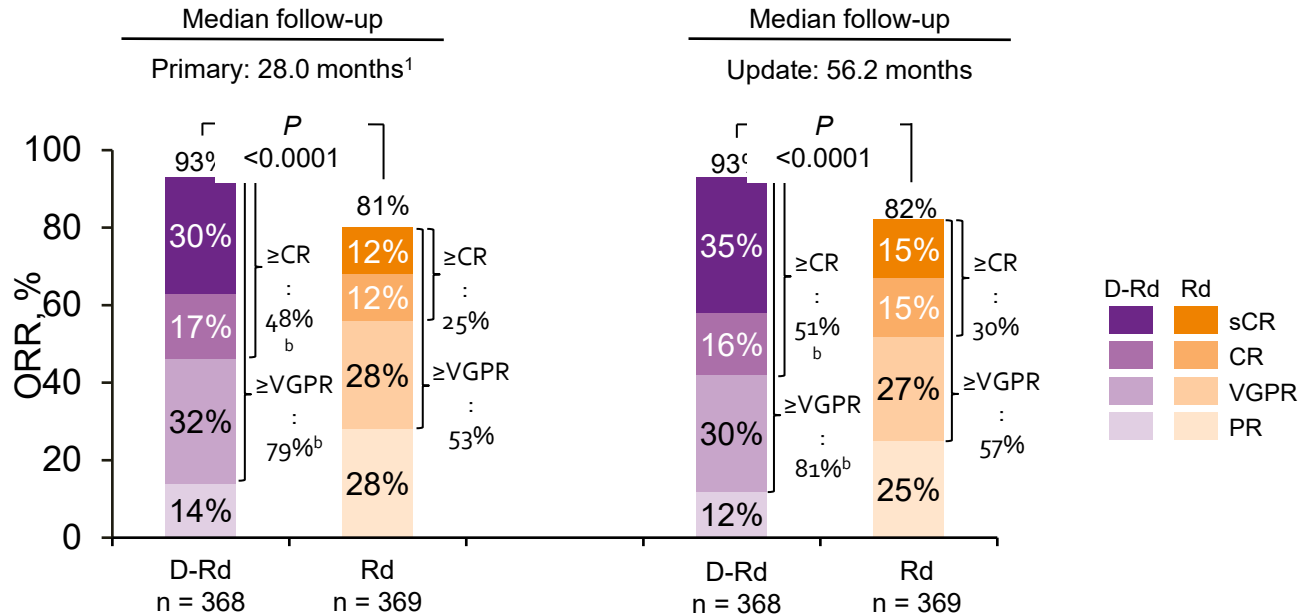 Median follow-up
Primary: 28.0 months1
Median follow-up
Update: 56.2 months
ORR, %
100
80
60
40
20
0
P
<0.0001
93%
30%
17%
32%
14%
≥CR
:
48%
b
≥VGPR
:
79%b
81%
12%
12%
28%
28%
≥CR
:
25%
≥VGPR
:
53%
D-Rd
n = 368
Rd
n = 369
P
<0.0001
93%
35%
16%
30%
12%
≥CR
:
51%
b
≥VGPR
:
81%b
82%
15%
15%
27%
25%
≥CR
:
30%
≥VGPR
:
57%
D-Rd
n = 368
Rd
n = 369
D-Rd Rd
sCR
CR
VGPR
PR